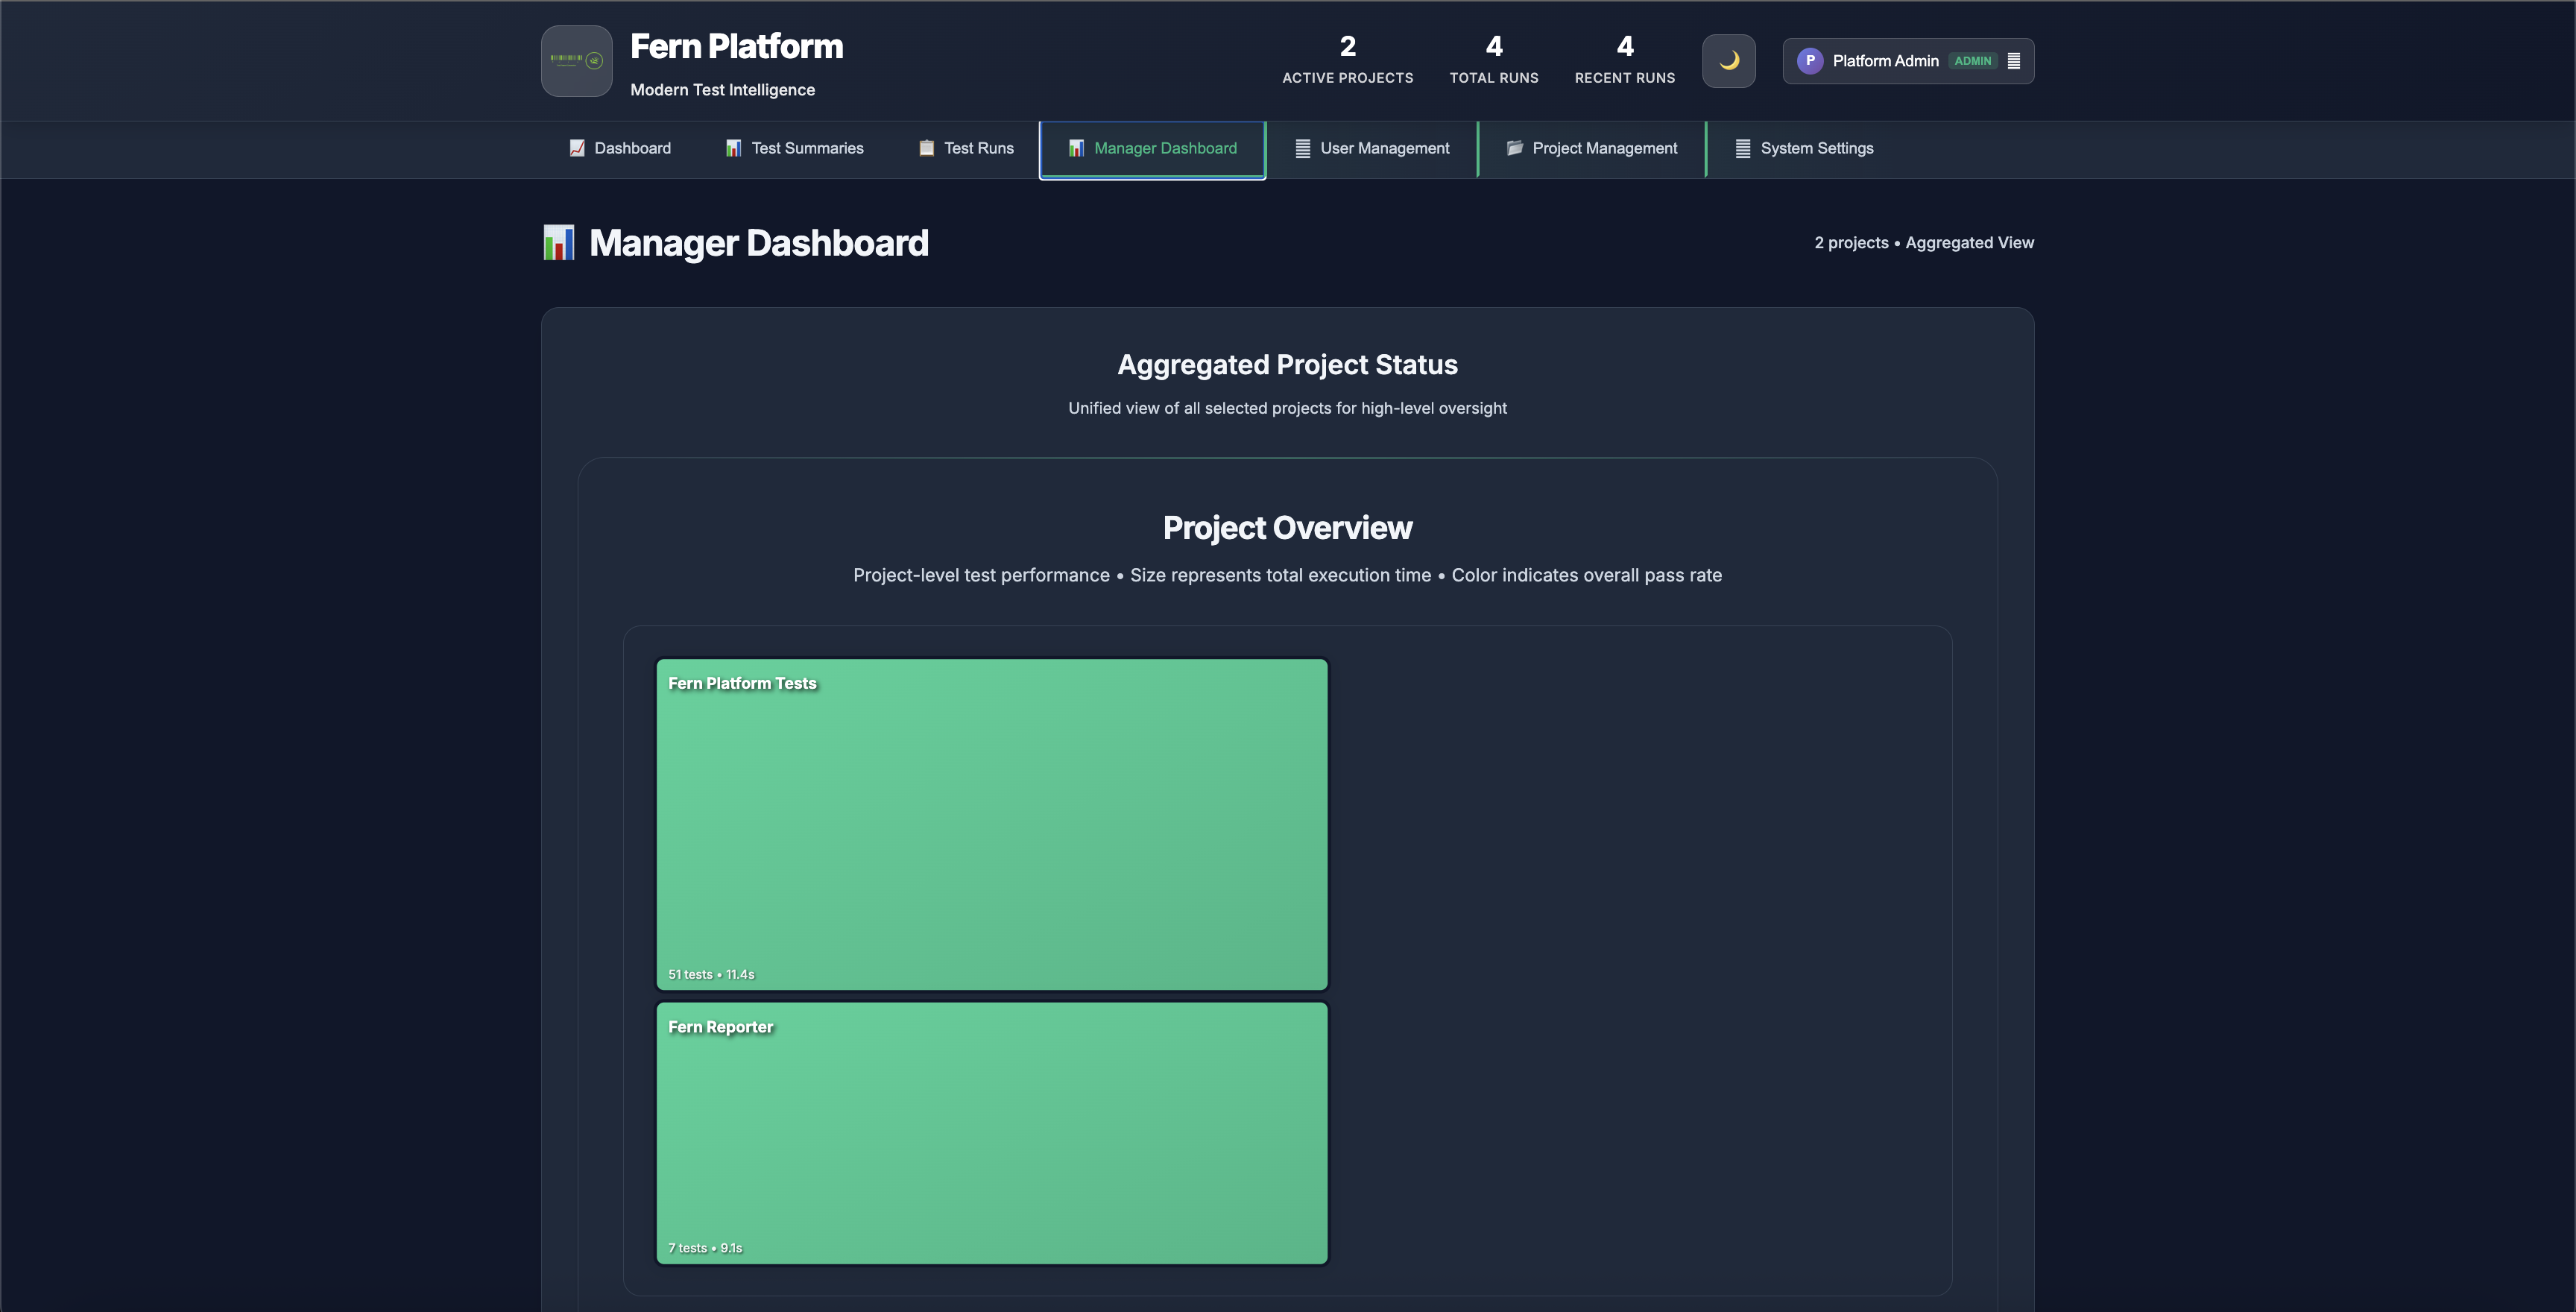 Fern Platform
Modern Test Intelligence
2
ACTIVE PROJECTS
4
TOTAL RUNS
4
RECENT RUNS
P
Platform Admin ADMIN
Dashboard
Test Summaries
Test Runs
Manager Dashboard
User Management
Project Management
System Settings
Manager Dashboard
2 projects • Aggregated View
Aggregated Project Status
Unified view of all selected projects for high-level oversight
Project Overview
Project-level test performance • Size represents total execution time • Color indicates overall pass rate
Fern Platform Tests
51 tests • 11.4s
Fern Reporter
7 tests • 9.1s